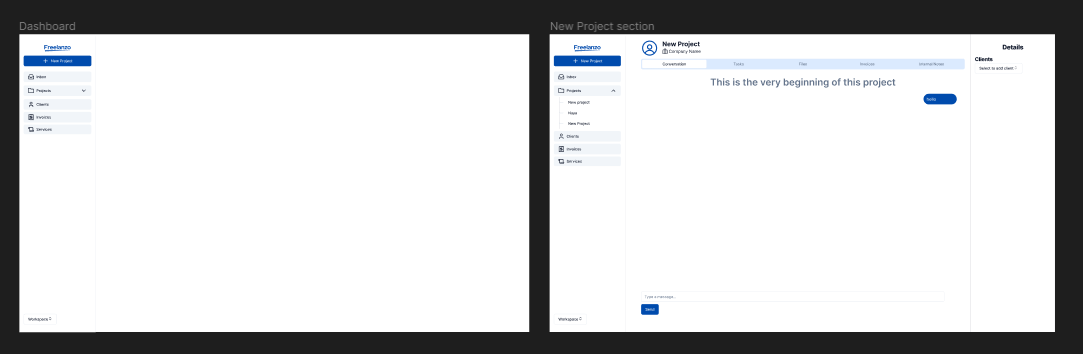 Dashboard
Freelanzo
+ New Project
Inbox
Projects
Clients
Invoices
Services
Workspace
New Project section
Freelanzo
+ New Project
Inbox
Projects
New project
Naya
New Project
Clients
Invoices
Services
Workspace
New Project
Company Name
Conversation
Tasks
Files
Invoices
Internal Notes
This is the very beginning of this project
hello
Type a message...
Send
Details
Clients
Select to add client